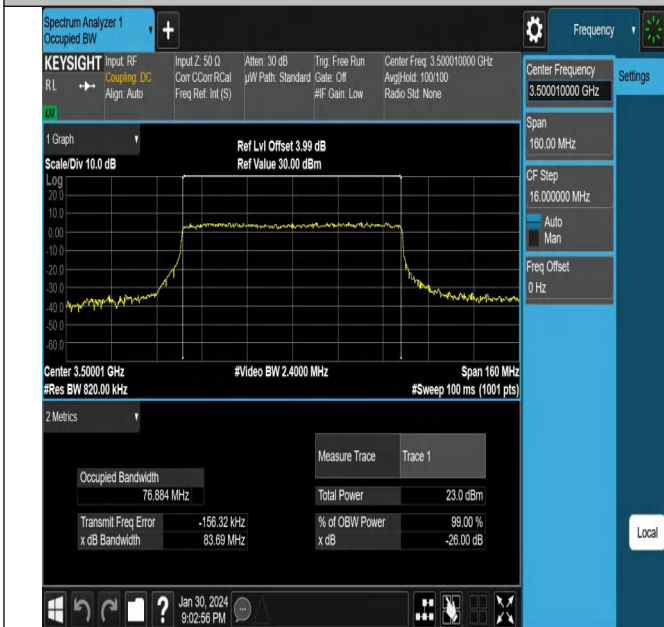 Spectrum Analyzer 1
Occupied BW
Frequency
KEYSIGHT
RL
LXI
Input: RF
Coupling: DC
Align: Auto
Input Z: 50 Ω
Corr CCorr RCal
Freq Ref: Int (S)
Atten: 30 dB
µW Path: Standard
Trig: Free Run
Gate: Off
#IF Gain: Low
Center Freq: 3.500010000 GHz
Avg|Hold: 100/100
Radio Std: None
Center Frequency
3.500010000 GHz
Settings
Span
160.00 MHz
CF Step
16.000000 MHz
Auto
Man
Freq Offset
0 Hz
Local
1 Graph
Scale/Div 10.0 dB
Ref Lvl Offset 3.99 dB
Ref Value 30.00 dBm
Log
20.0
10.0
0.00
-10.0
-20.0
-30.0
-40.0
-50.0
-60.0
Center 3.50001 GHz
#Res BW 820.00 kHz
#Video BW 2.4000 MHz
Span 160 MHz
#Sweep 100 ms (1001 pts)
2 Metrics
Occupied Bandwidth
76.884 MHz
Transmit Freq Error -156.32 kHz
x dB Bandwidth 83.69 MHz
Measure Trace Trace 1
Total Power 23.0 dBm
% of OBW Power 99.00 %
x dB -26.00 dB
?
Jan 30, 2024
9:02:56 PM